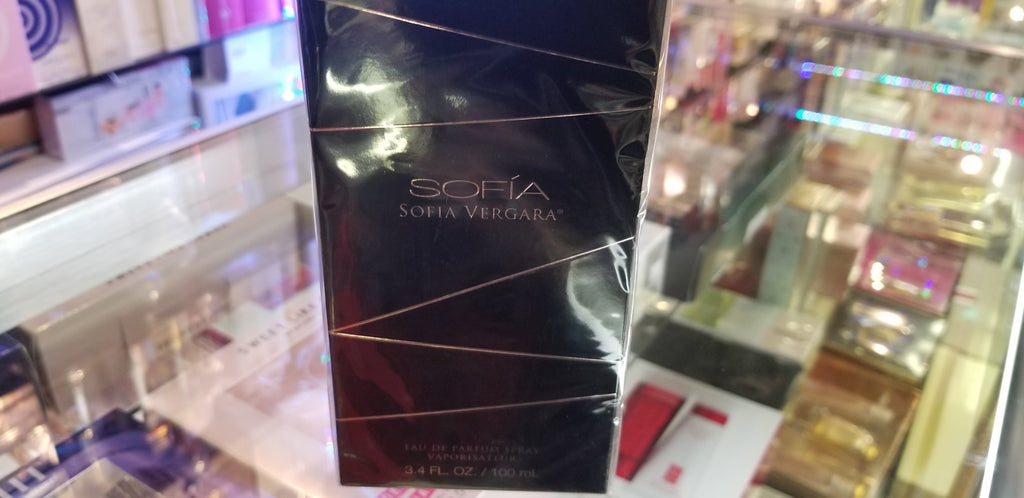 SOFÍA
SOFIA VERGARA®
EAU DE PARFUM SPRAY
VAPORISATEUR
3.4 FL. OZ. / 100 mL